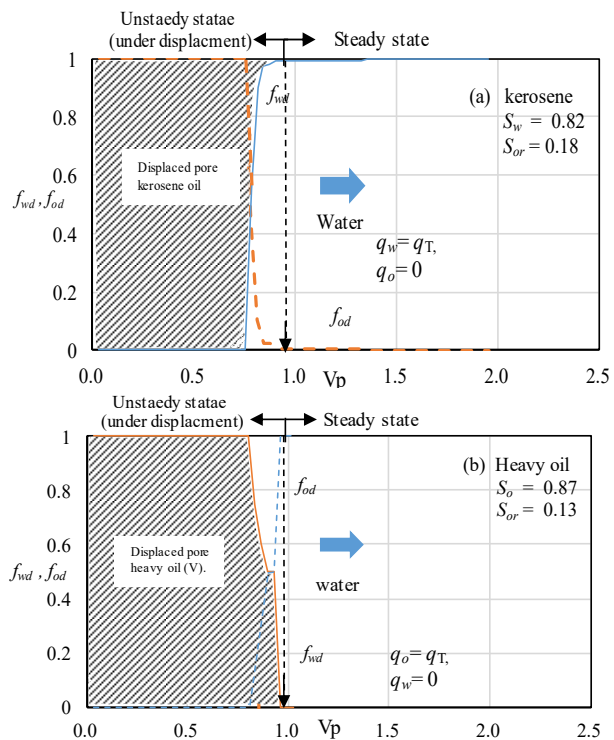 Unstaedy statae
(under displacment)
Steady state
1
0.8
0.6
0.4
0.2
0
f_wd , f_od
f_wd
(a) kerosene
S_w = 0.82
S_or = 0.18
Displaced pore
kerosene oil
Water
q_w = q_T,
q_o = 0
f_od
0.0 0.5 1.0 1.5 2.0 2.5
Vp
Unstaedy statae
(under displacment)
Steady state
1
0.8
0.6
0.4
0.2
0
f_wd , f_od
f_od
(b) Heavy oil
S_o = 0.87
S_or = 0.13
Displaced pore
heavy oil (V).
water
f_wd
q_o = q_T,
q_w = 0
0.0 0.5 1.0 1.5 2.0 2.5
Vp